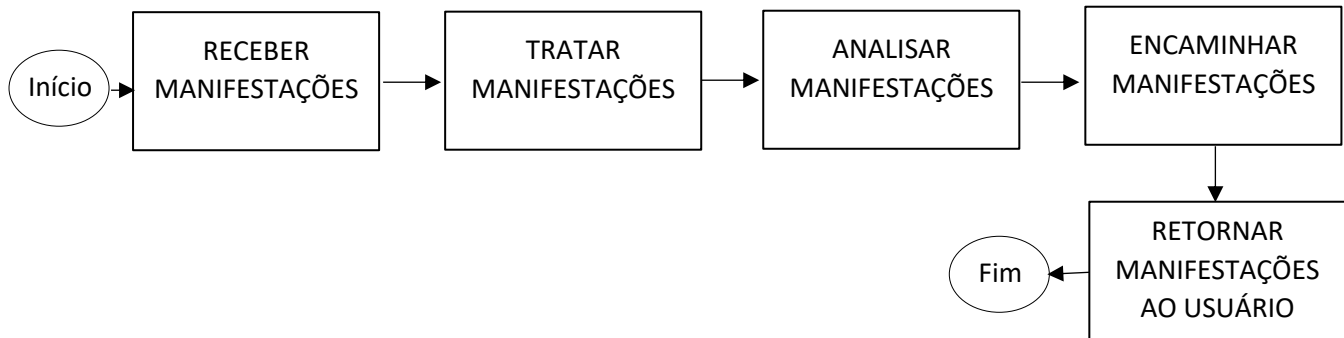 Início
RECEBER
MANIFESTAÇÕES
TRATAR
MANIFESTAÇÕES
ANALISAR
MANIFESTAÇÕES
ENCAMINHAR
MANIFESTAÇÕES
RETORNAR
MANIFESTAÇÕES
AO USUÁRIO
Fim